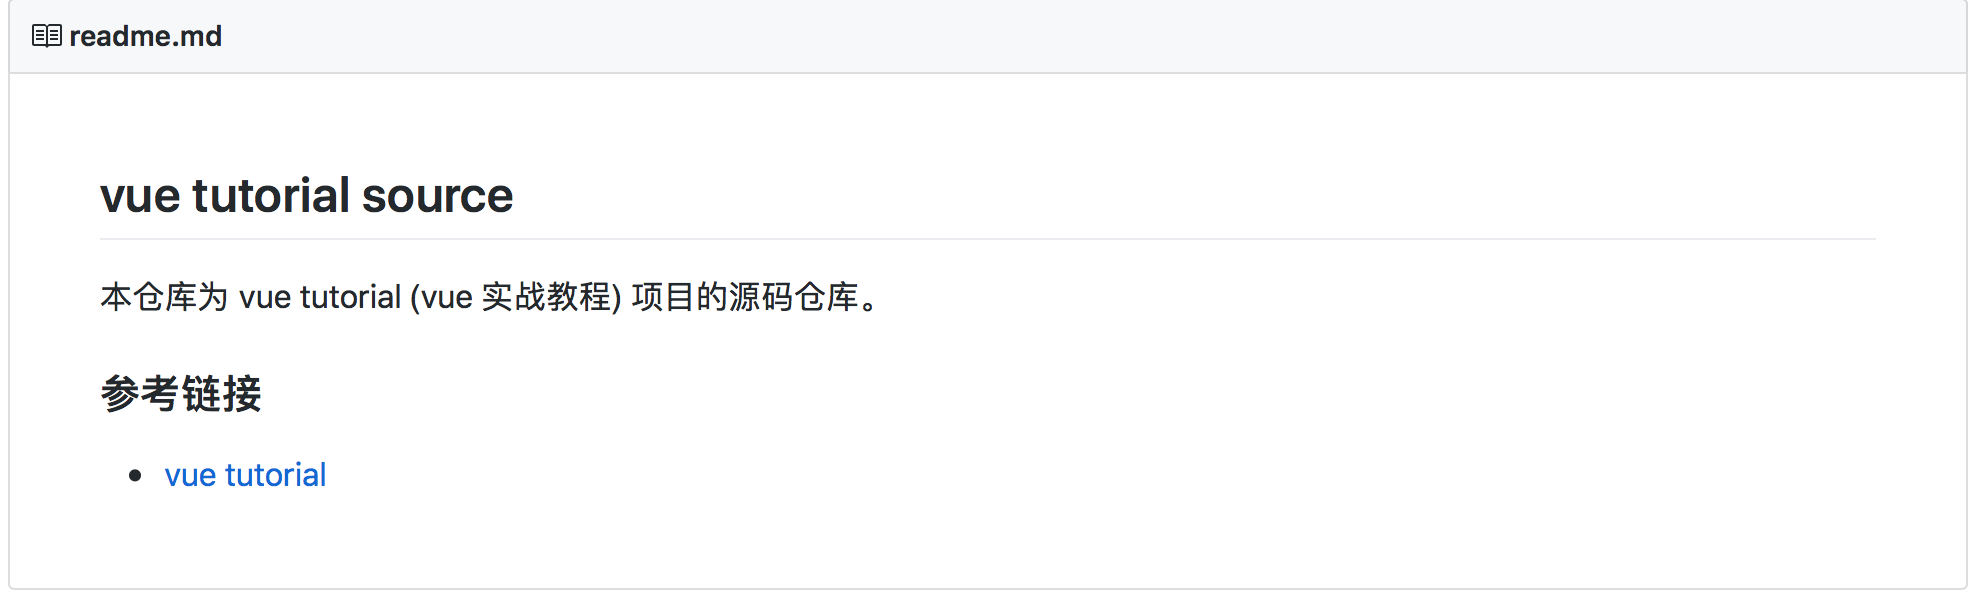 readme.md
vue tutorial source
本仓库为 vue tutorial (vue 实战教程) 项目的源码仓库。
参考链接
vue tutorial